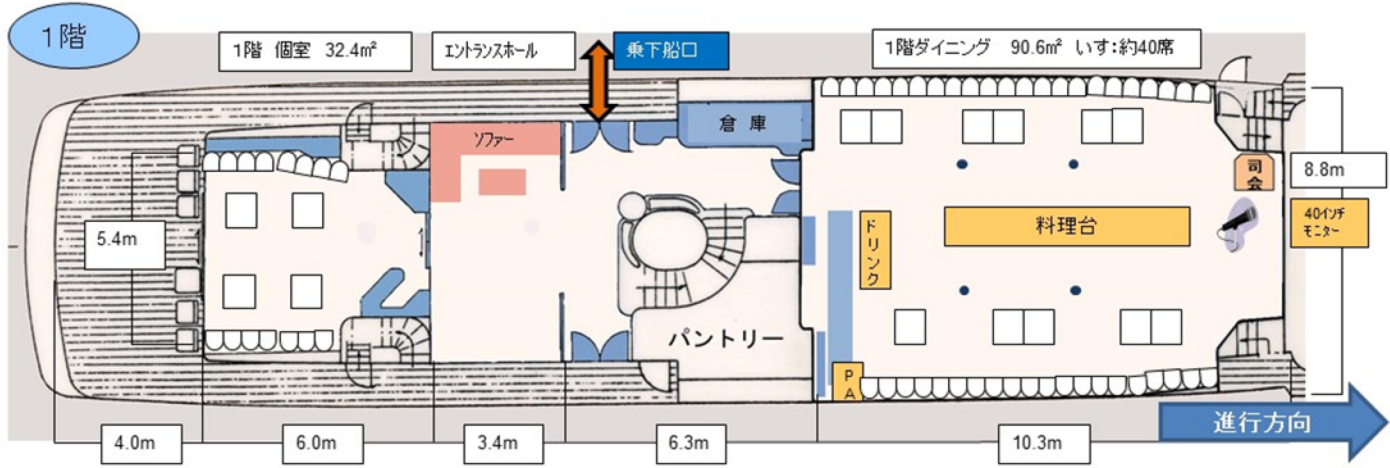 1階
1階 個室 32.4㎡
エントランスホール
乗下船口
1階ダイニング 90.6㎡ いす：約40席
ソファー
倉 庫
司会
8.8m
40インチ
モニター
5.4m
ドリンク
料理台
パントリー
PA
進行方向
4.0m
6.0m
3.4m
6.3m
10.3m